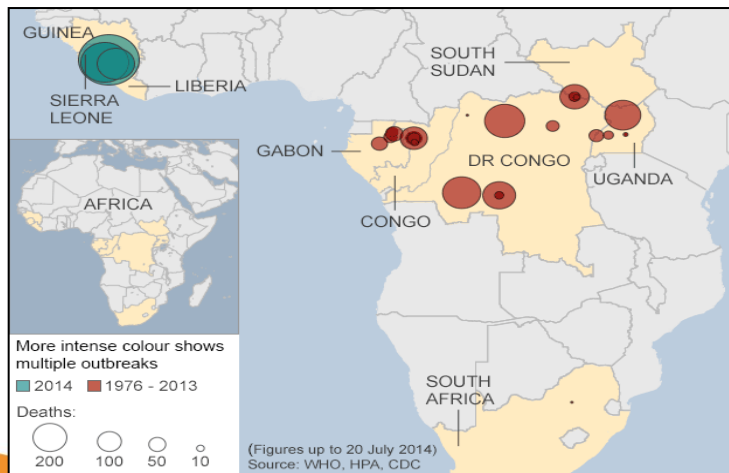 GUINEA
SIERRA
LEONE
LIBERIA
SOUTH
SUDAN
GABON
DR CONGO
UGANDA
CONGO
AFRICA
SOUTH
AFRICA
More intense colour shows
multiple outbreaks
2014 1976 - 2013
Deaths:
200 100 50 10
(Figures up to 20 July 2014)
Source: WHO, HPA, CDC